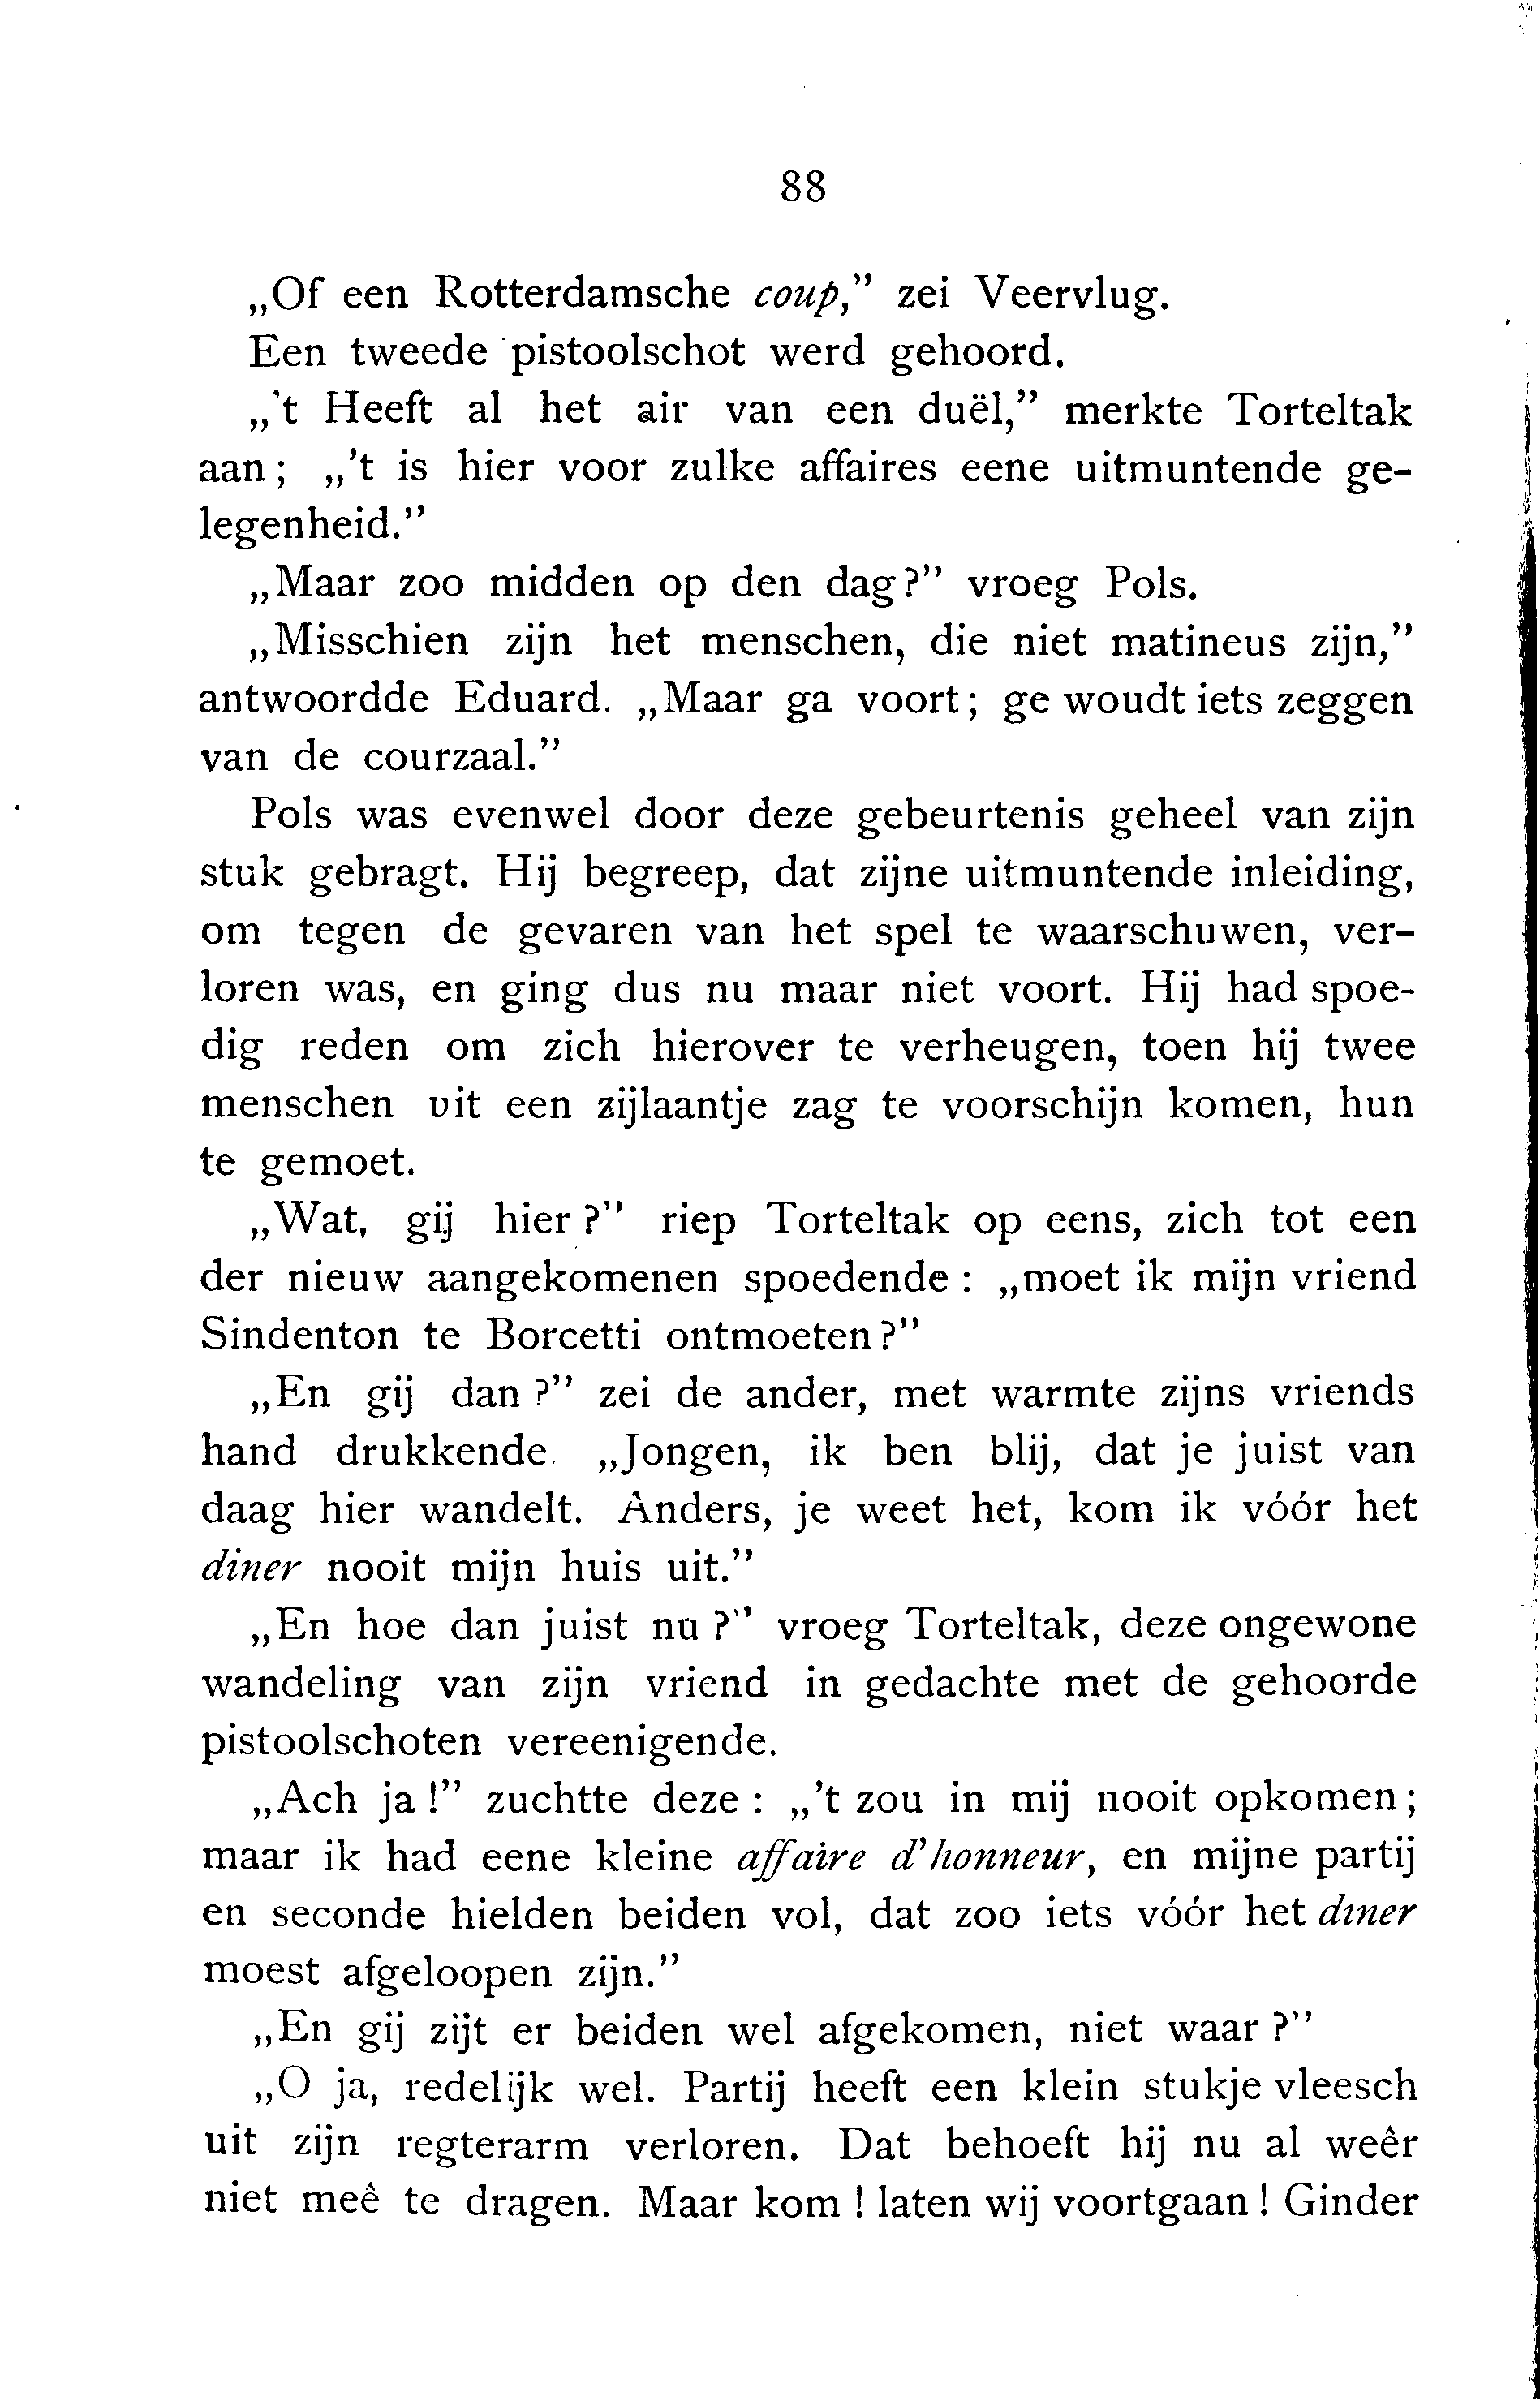 88
„Of een Rotterdamsche coup,” zei Veervlug.
Een tweede pistoolschot werd gehoord.
„'t Heeft al het air van een duël,” merkte Torteltak
aan; „'t is hier voor zulke affaires eene uitmuntende ge-
legenheid.”
„Maar zoo midden op den dag?” vroeg Pols.
„Misschien zijn het menschen, die niet matineus zijn,”
antwoordde Eduard. „Maar ga voort; ge woudt iets zeggen
van de courzaal.”
Pols was evenwel door deze gebeurtenis geheel van zijn
stuk gebragt. Hij begreep, dat zijne uitmuntende inleiding,
om tegen de gevaren van het spel te waarschuwen, ver-
loren was, en ging dus nu maar niet voort. Hij had spoe-
dig reden om zich hierover te verheugen, toen hij twee
menschen uit een zijlaantje zag te voorschijn komen, hun
te gemoet.
„Wat, gij hier?” riep Torteltak op eens, zich tot een
der nieuw aangekomenen spoedende: „moet ik mijn vriend
Sindenton te Borcetti ontmoeten?”
„En gij dan?” zei de ander, met warmte zijns vriends
hand drukkende. „Jongen, ik ben blij, dat je juist van
daag hier wandelt. Anders, je weet het, kom ik vóór het
diner nooit mijn huis uit.”
„En hoe dan juist nu?” vroeg Torteltak, deze ongewone
wandeling van zijn vriend in gedachte met de gehoorde
pistoolschoten vereenigende.
„Ach ja!” zuchtte deze: „'t zou in mij nooit opkomen;
maar ik had eene kleine affaire d'honneur, en mijne partij
en seconde hielden beiden vol, dat zoo iets vóór het diner
moest afgeloopen zijn.”
„En gij zijt er beiden wel afgekomen, niet waar?”
„O ja, redelijk wel. Partij heeft een klein stukje vleesch
uit zijn regterarm verloren. Dat behoeft hij nu al weêr
niet meê te dragen. Maar kom! laten wij voortgaan! Ginder